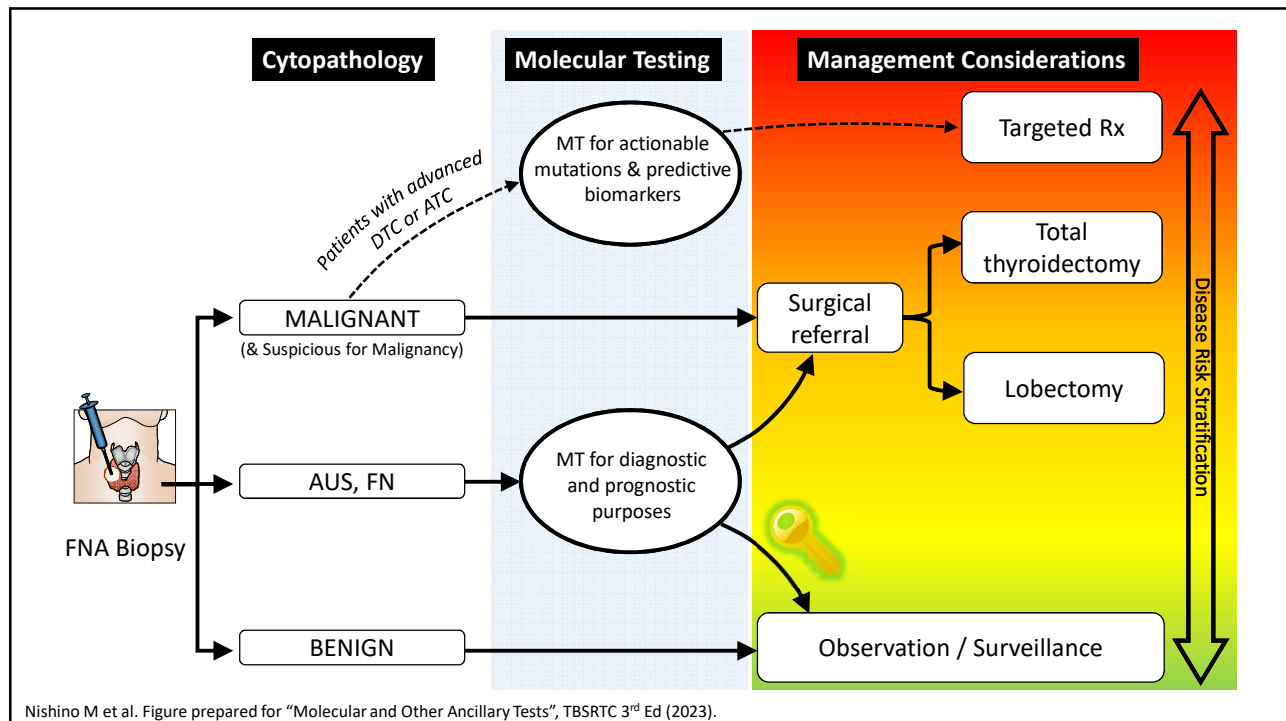 Cytopathology
Molecular Testing
Management Considerations
MT for actionable
mutations & predictive
biomarkers
Targeted Rx
Patients with advanced
DTC or ATC
Total
thyroidectomy
MALIGNANT
(& Suspicious for Malignancy)
Surgical
referral
Lobectomy
Disease Risk Stratification
AUS, FN
MT for diagnostic
and prognostic
purposes
FNA Biopsy
BENIGN
Observation / Surveillance
Nishino M et al. Figure prepared for “Molecular and Other Ancillary Tests”, TBSRTC 3rd Ed (2023).